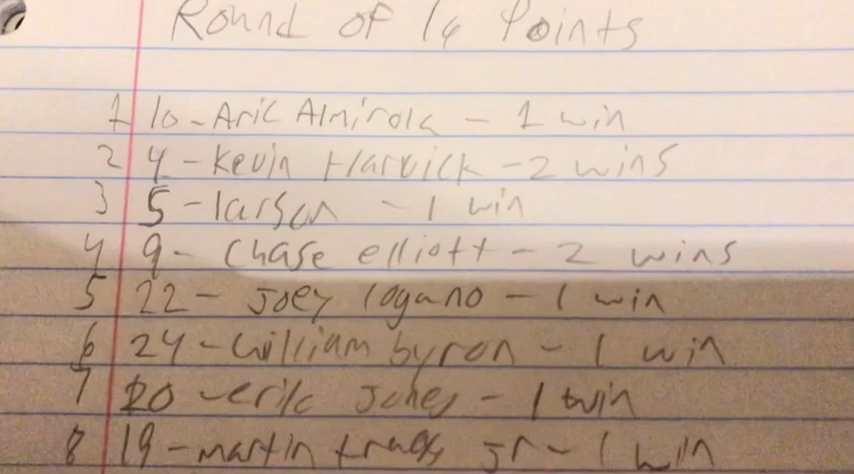 Round of 16 Points
1 10 - Aric Almirola - 1 win
2 4 - Kevin Harvick - 2 wins
3 5 - larson - 1 win
4 9 - Chase elliott - 2 wins
5 22 - Joey logano - 1 win
6 24 - William byron - 1 win
7 20 - erik Jones - 1 win
8 19 - martin truex jr - 1 win